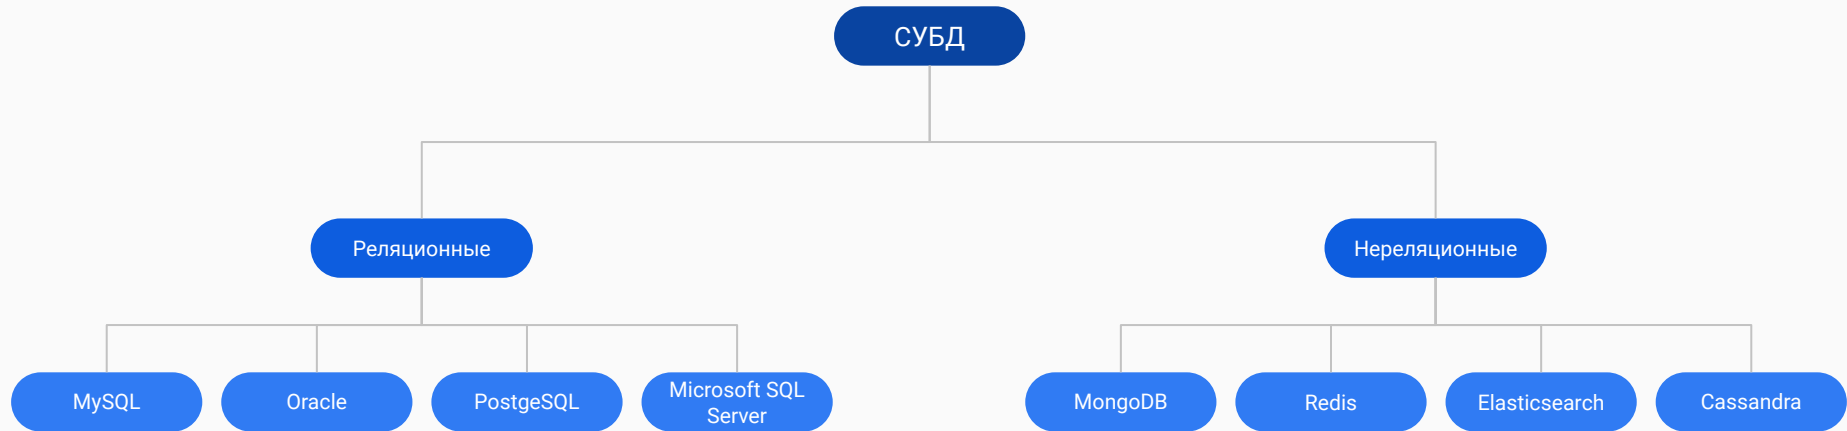 СУБД
Реляционные
Нереляционные
MySQL
Oracle
PostgeSQL
Microsoft SQL
Server
MongoDB
Redis
Elasticsearch
Cassandra